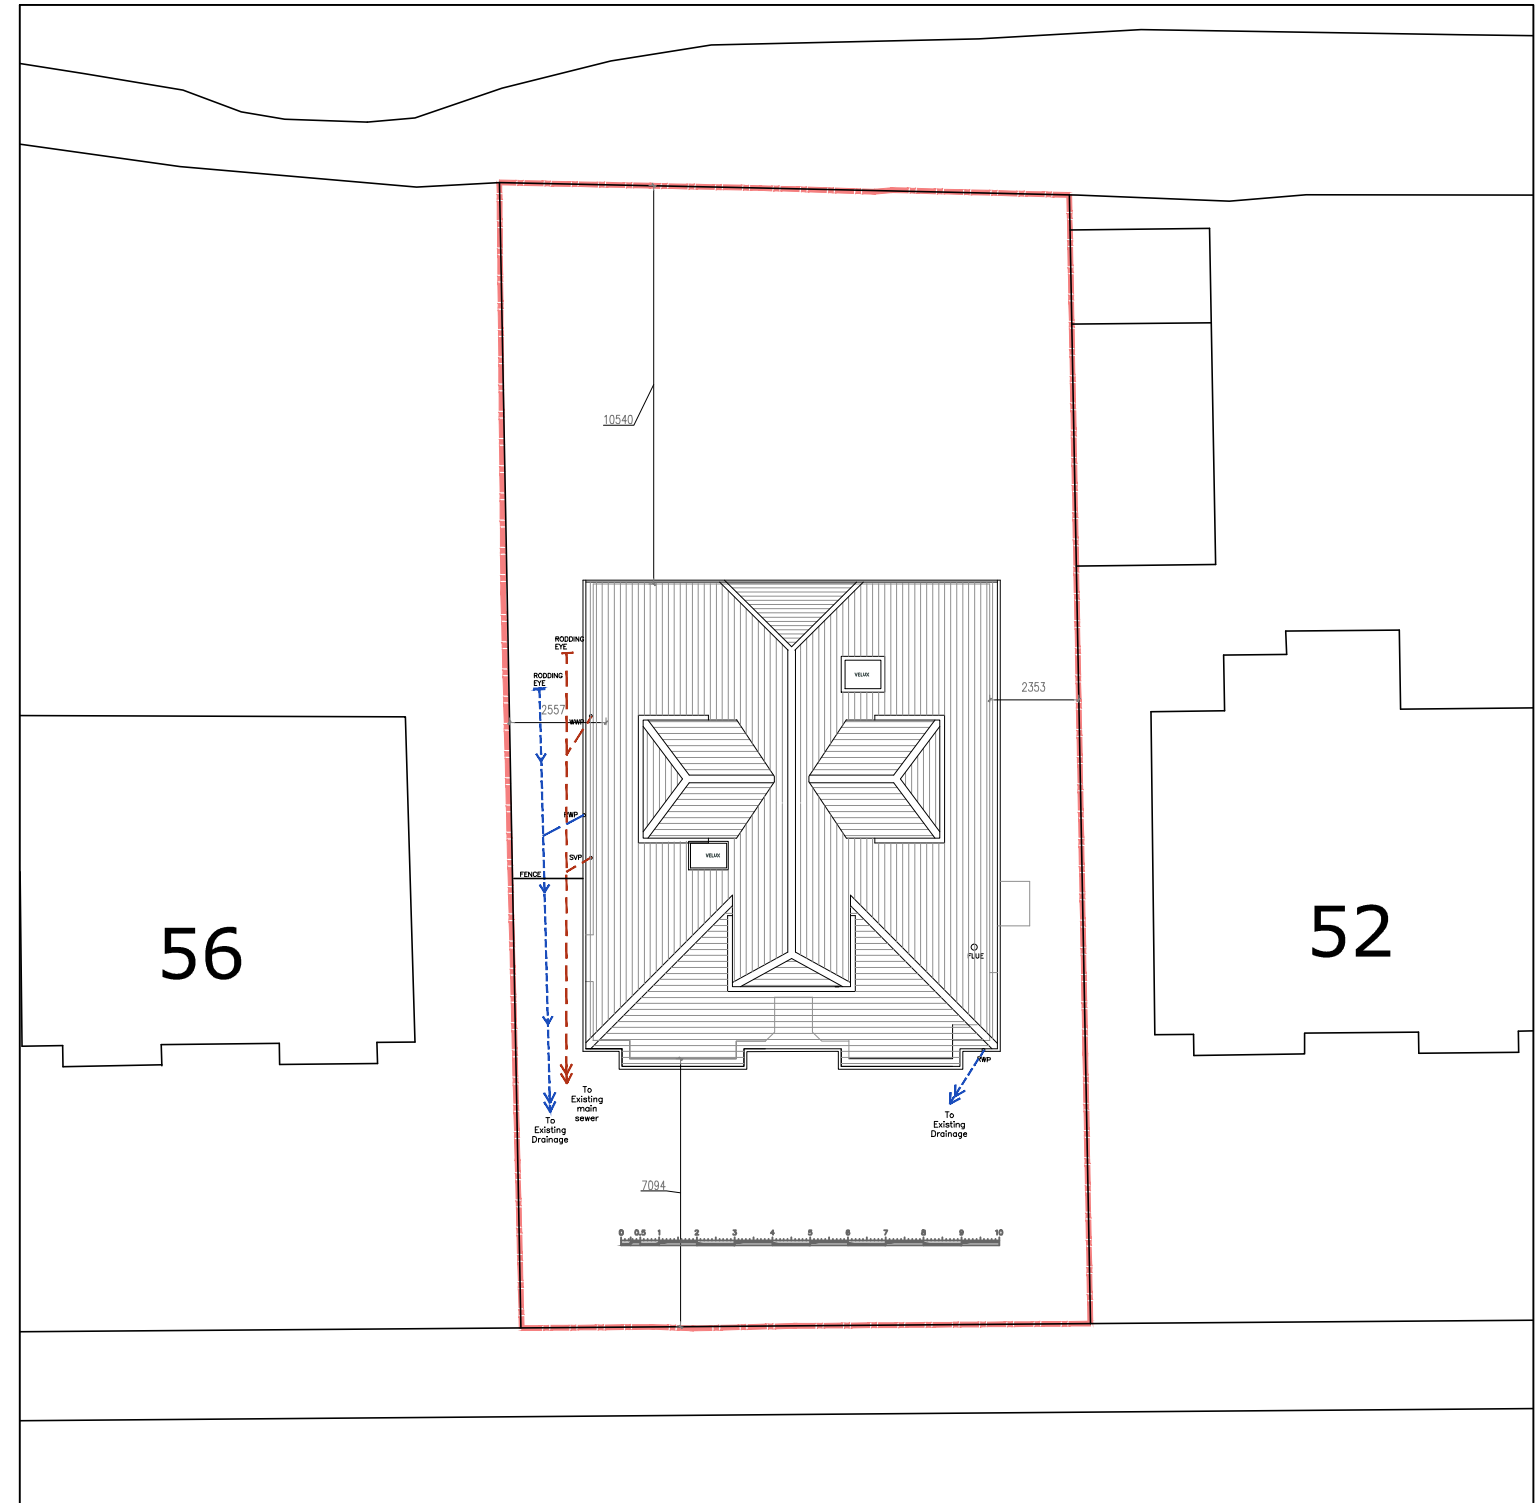 10540
RODDING
EYE
RODDING
EYE
VELUX
2353
2557
WWP
RWP
VELUX
SVP
FENCE
56
52
FLUE
RWP
To
Existing
main
sewer
To
Existing
Drainage
To
Existing
Drainage
7094
0 0.5 1 2 3 4 5 6 7 8 9 10